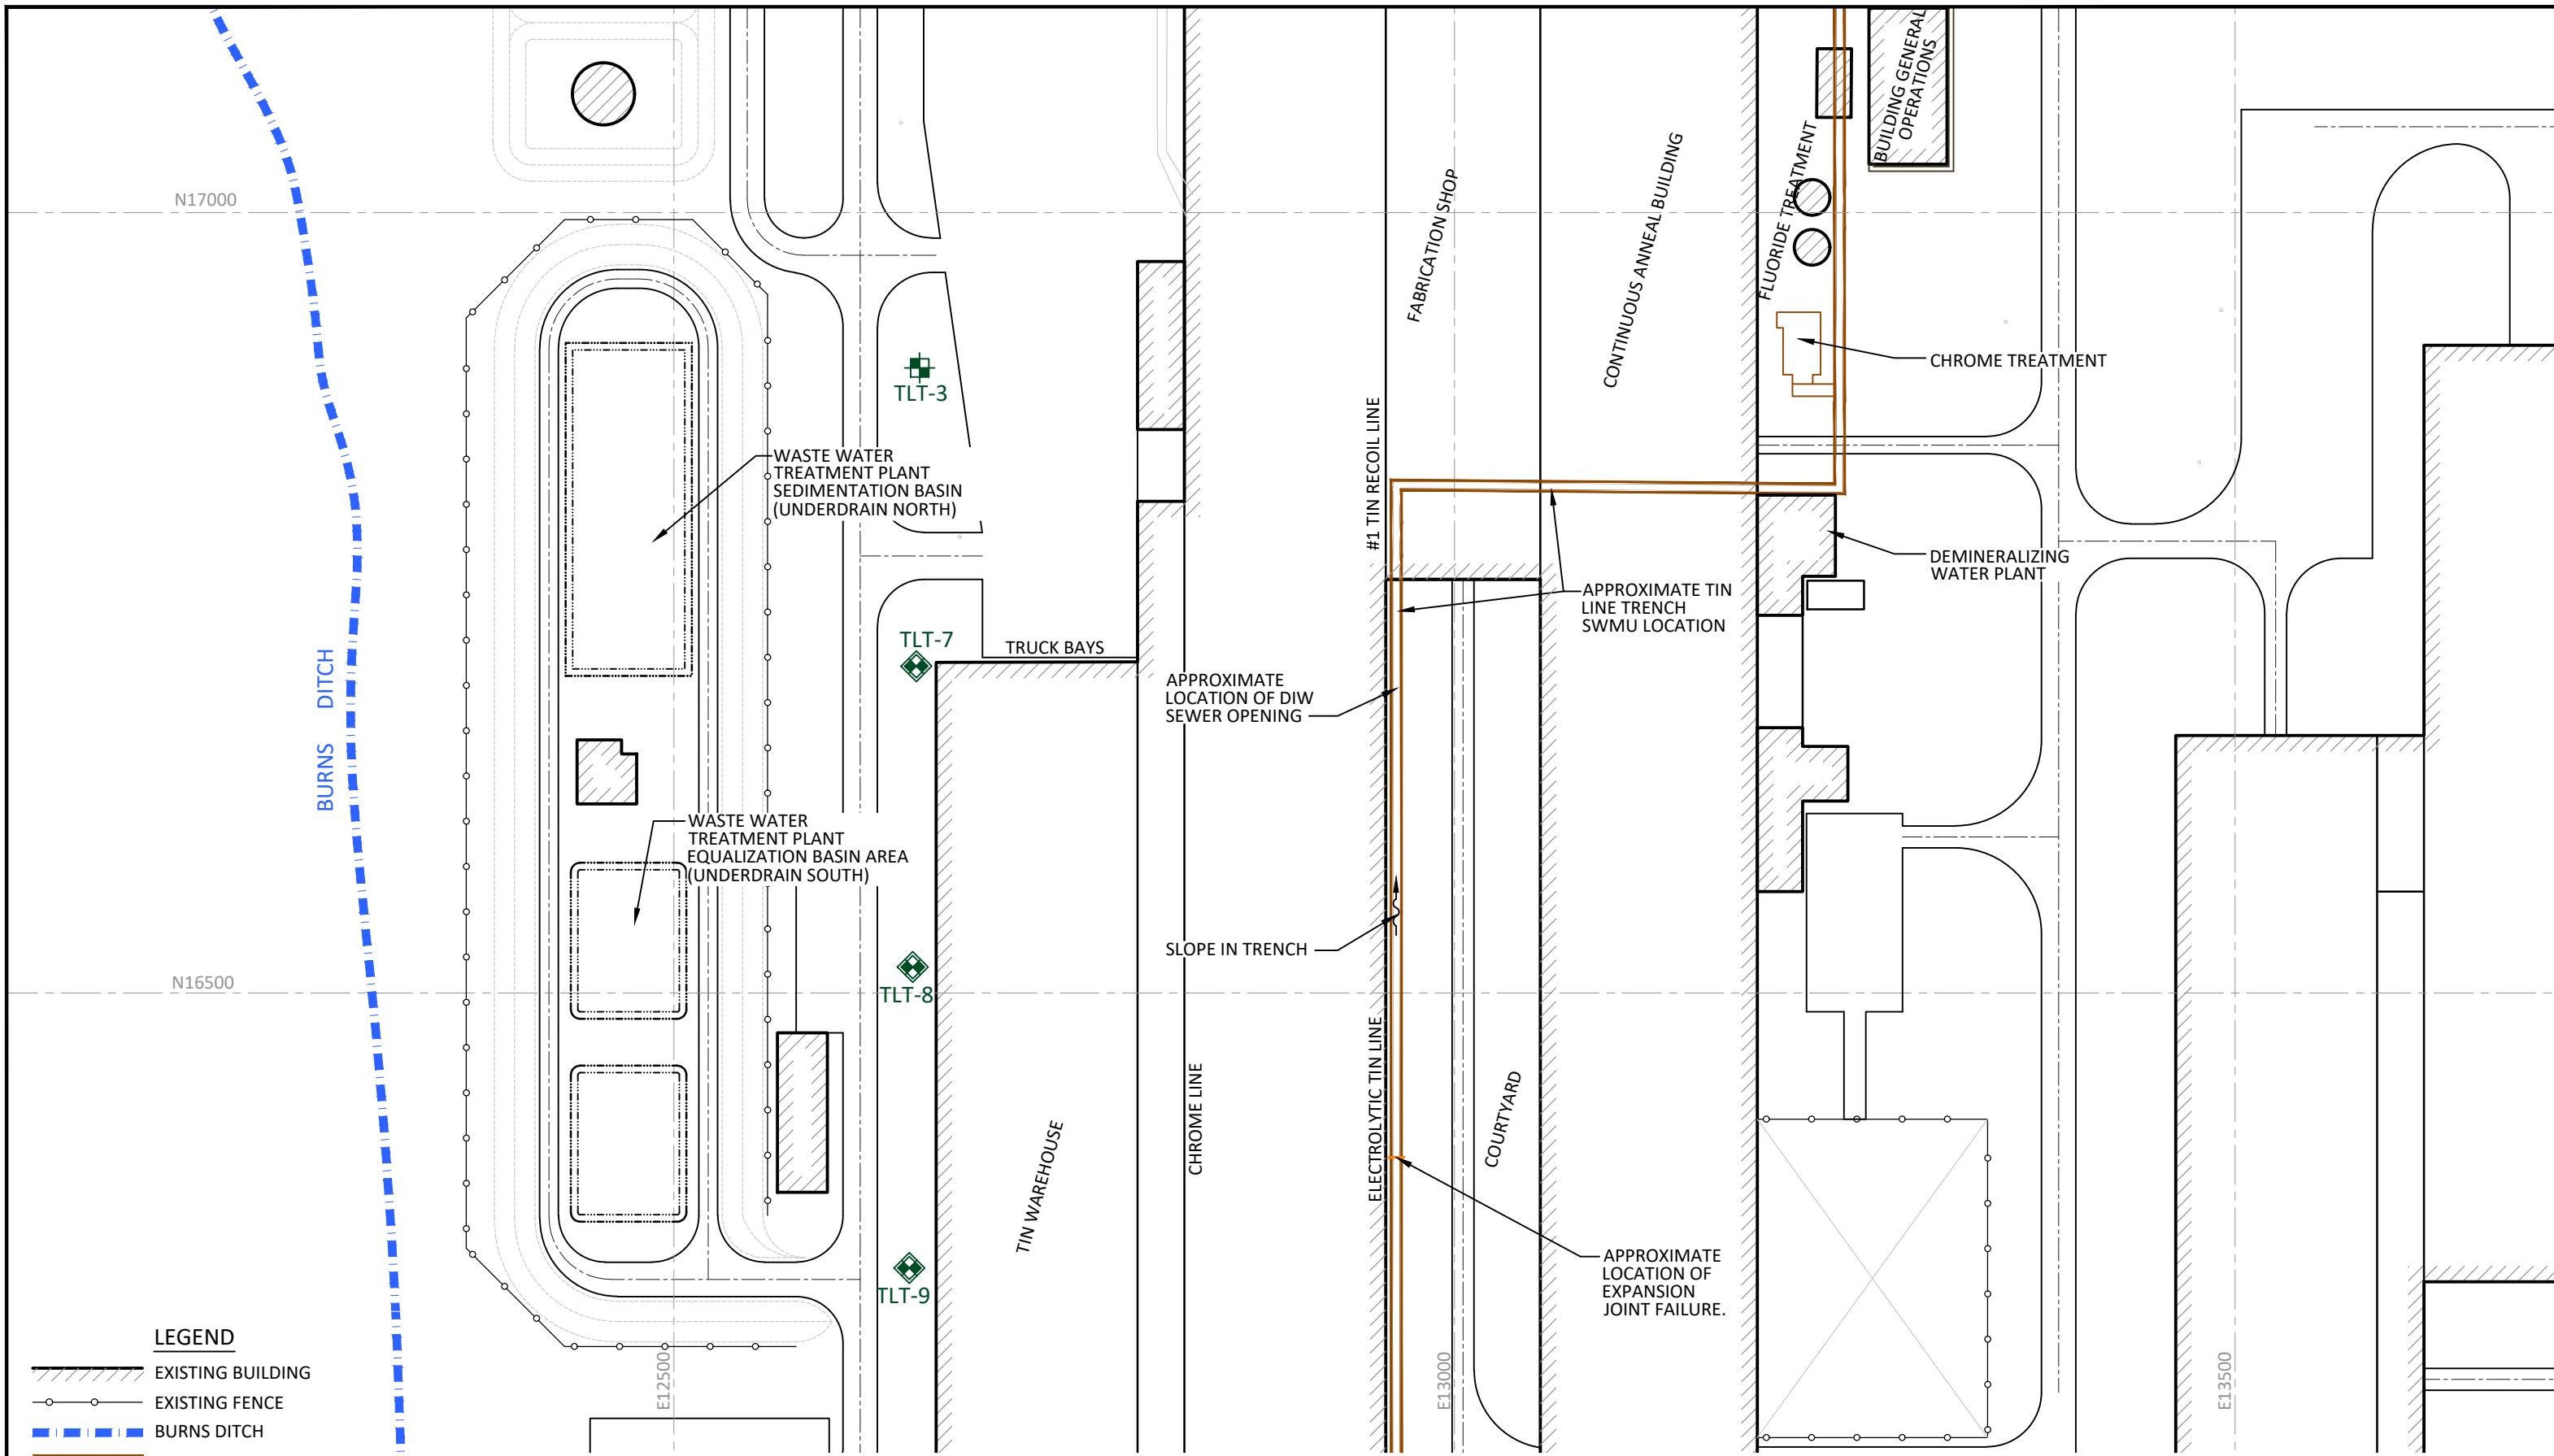 BUILDING GENERAL
OPERATIONS
N17000
FLUORIDE TREATMENT
FABRICATION SHOP
CONTINUOUS ANNEAL BUILDING
CHROME TREATMENT
TLT-3
#1 TIN RECOIL LINE
WASTE WATER
TREATMENT PLANT
SEDIMENTATION BASIN
(UNDERDRAIN NORTH)
DEMINERALIZING
WATER PLANT
APPROXIMATE TIN
LINE TRENCH
SWMU LOCATION
TLT-7
TRUCK BAYS
BURNS DITCH
APPROXIMATE
LOCATION OF DIW
SEWER OPENING
WASTE WATER
TREATMENT PLANT
EQUALIZATION BASIN AREA
(UNDERDRAIN SOUTH)
SLOPE IN TRENCH
N16500
TLT-8
CHROME LINE
ELECTROLYTIC TIN LINE
COURTYARD
TIN WAREHOUSE
TLT-9
APPROXIMATE
LOCATION OF
EXPANSION
JOINT FAILURE.
E12500
E13000
E13500
LEGEND
EXISTING BUILDING
EXISTING FENCE
BURNS DITCH